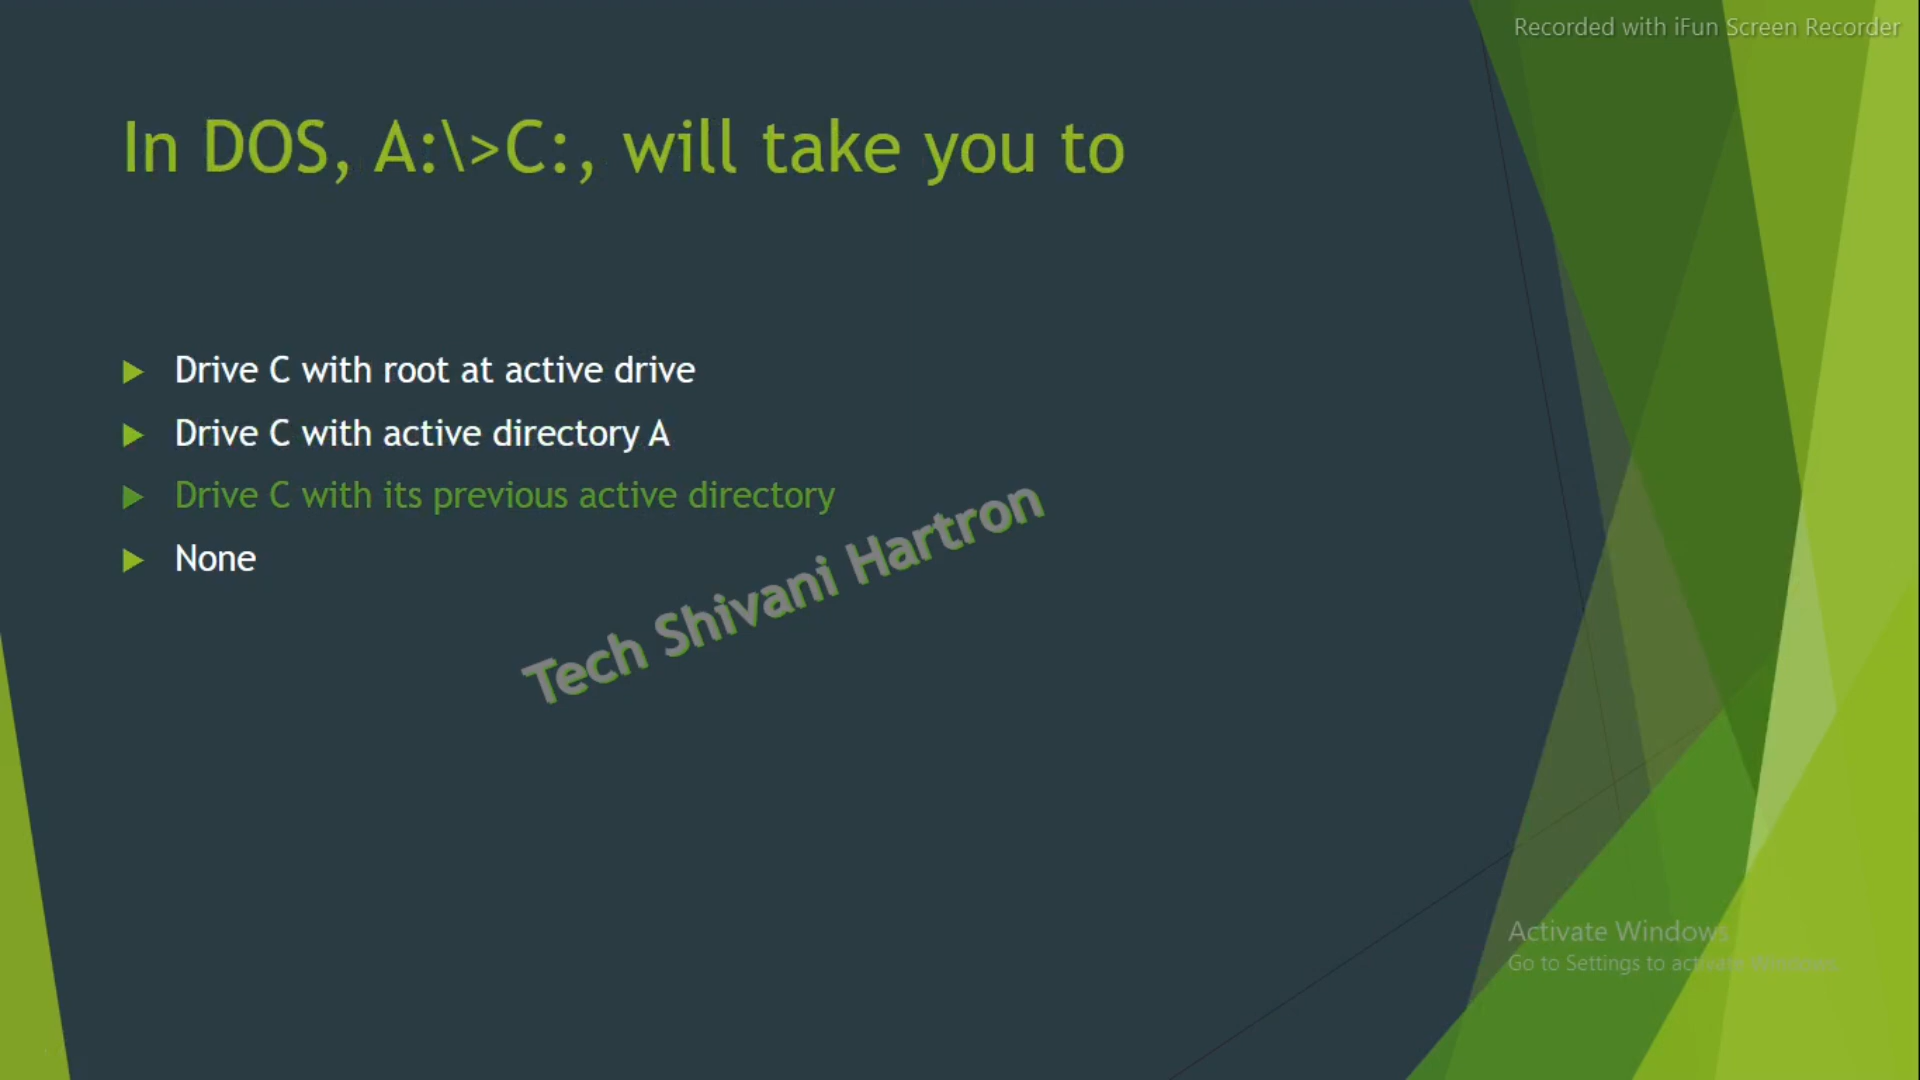 Recorded with iFun Screen Recorder
In DOS, A:\>C:, will take you to
Drive C with root at active drive
Drive C with active directory A
Drive C with its previous active directory
None
Tech Shivani Hartron
Activate Windows
Go to Settings to activate Windows.